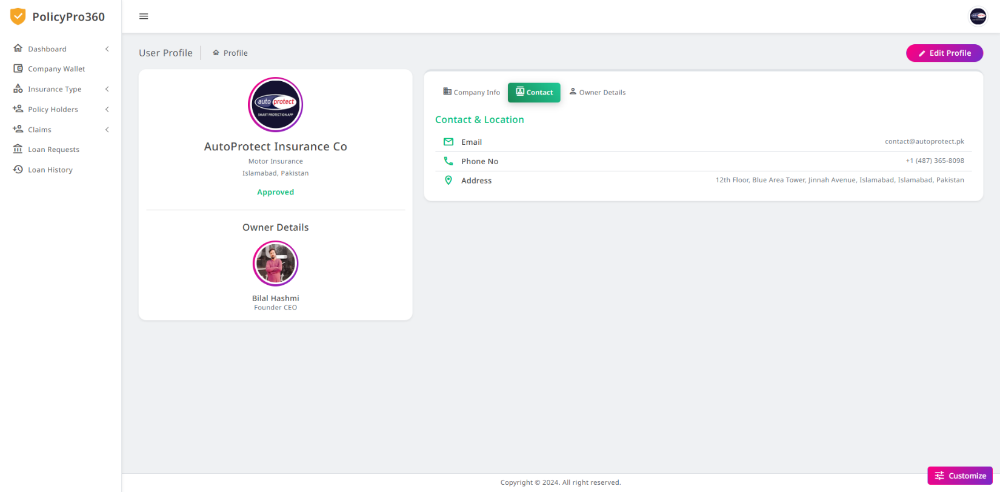 PolicyPro360
Dashboard
Company Wallet
Insurance Type
Policy Holders
Claims
Loan Requests
Loan History
User Profile
Profile
Edit Profile
auto protect
SMART PROTECTION APP
AutoProtect Insurance Co
Motor Insurance
Islamabad, Pakistan
Approved
Owner Details
Bilal Hashmi
Founder CEO
Company Info
Contact
Owner Details
Contact & Location
Email
contact@autoprotect.pk
Phone No
+1 (487) 365-8098
Address
12th Floor, Blue Area Tower, Jinnah Avenue, Islamabad, Islamabad, Pakistan
Copyright © 2024. All right reserved.
Customize